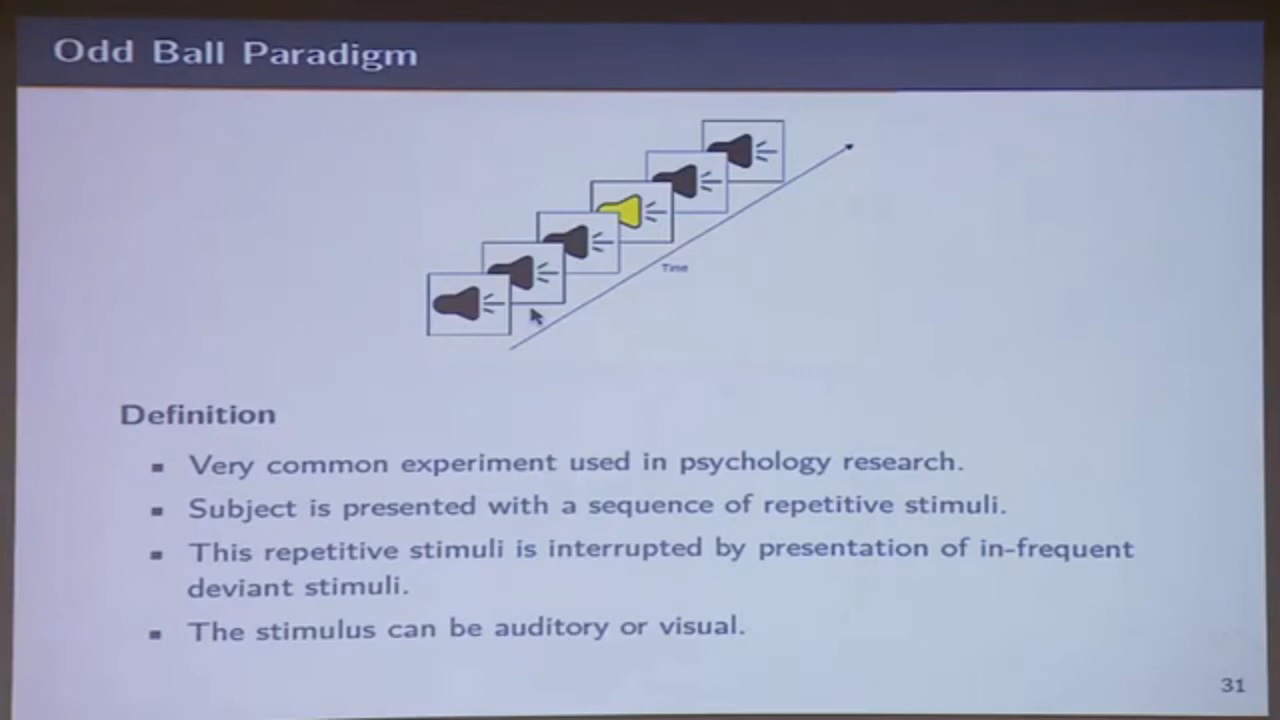 Odd Ball Paradigm
Time
Definition
Very common experiment used in psychology research.
Subject is presented with a sequence of repetitive stimuli.
This repetitive stimuli is interrupted by presentation of in-frequent
deviant stimuli.
The stimulus can be auditory or visual.
31